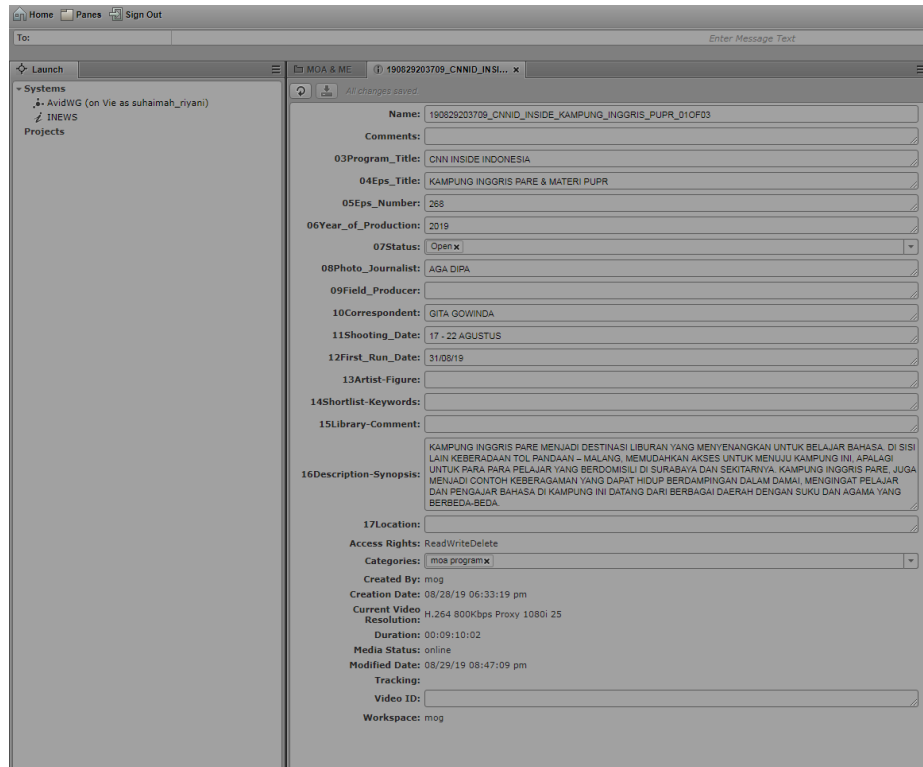 Home Panes Sign Out
To: Enter Message Text
Launch
Systems
AvidWG (on Vie as suhaimah_riyani)
INEWS
Projects
MOA & ME 190829203709_CNNID_INSI... x
All changes saved
Name: 190829203709_CNNID_INSIDE_KAMPUNG_INGGRIS_PUPR_01OF03
Comments:
03Program_Title: CNN INSIDE INDONESIA
04Eps_Title: KAMPUNG INGGRIS PARE & MATERI PUPR
05Eps_Number: 268
06Year_of_Production: 2019
07Status: Open x
08Photo_Journalist: AGA DIPA
09Field_Producer:
10Correspondent: GITA GOWINDA
11Shooting_Date: 17 - 22 AGUSTUS
12First_Run_Date: 31/08/19
13Artist-Figure:
14Shortlist-Keywords:
15Library-Comment:
16Description-Synopsis: KAMPUNG INGGRIS PARE MENJADI DESTINASI LIBURAN YANG MENYENANGKAN UNTUK BELAJAR BAHASA. DI SISI
LAIN KEBERADAAN TOL PANDAAN – MALANG, MEMUDAHKAN AKSES UNTUK MENUJU KAMPUNG INI, APALAGI
UNTUK PARA PARA PELAJAR YANG BERDOMISILI DI SURABAYA DAN SEKITARNYA. KAMPUNG INGGRIS PARE, JUGA
MENJADI CONTOH KEBERAGAMAN YANG DAPAT HIDUP BERDAMPINGAN DALAM DAMAI, MENGINGAT PELAJAR
DAN PENGAJAR BAHASA DI KAMPUNG INI DATANG DARI BERBAGAI DAERAH DENGAN SUKU DAN AGAMA YANG
BERBEDA-BEDA.
17Location:
Access Rights: ReadWriteDelete
Categories: moa program x
Created By: mog
Creation Date: 08/28/19 06:33:19 pm
Current Video
Resolution: H.264 800Kbps Proxy 1080i 25
Duration: 00:09:10:02
Media Status: online
Modified Date: 08/29/19 08:47:09 pm
Tracking:
Video ID:
Workspace: mog